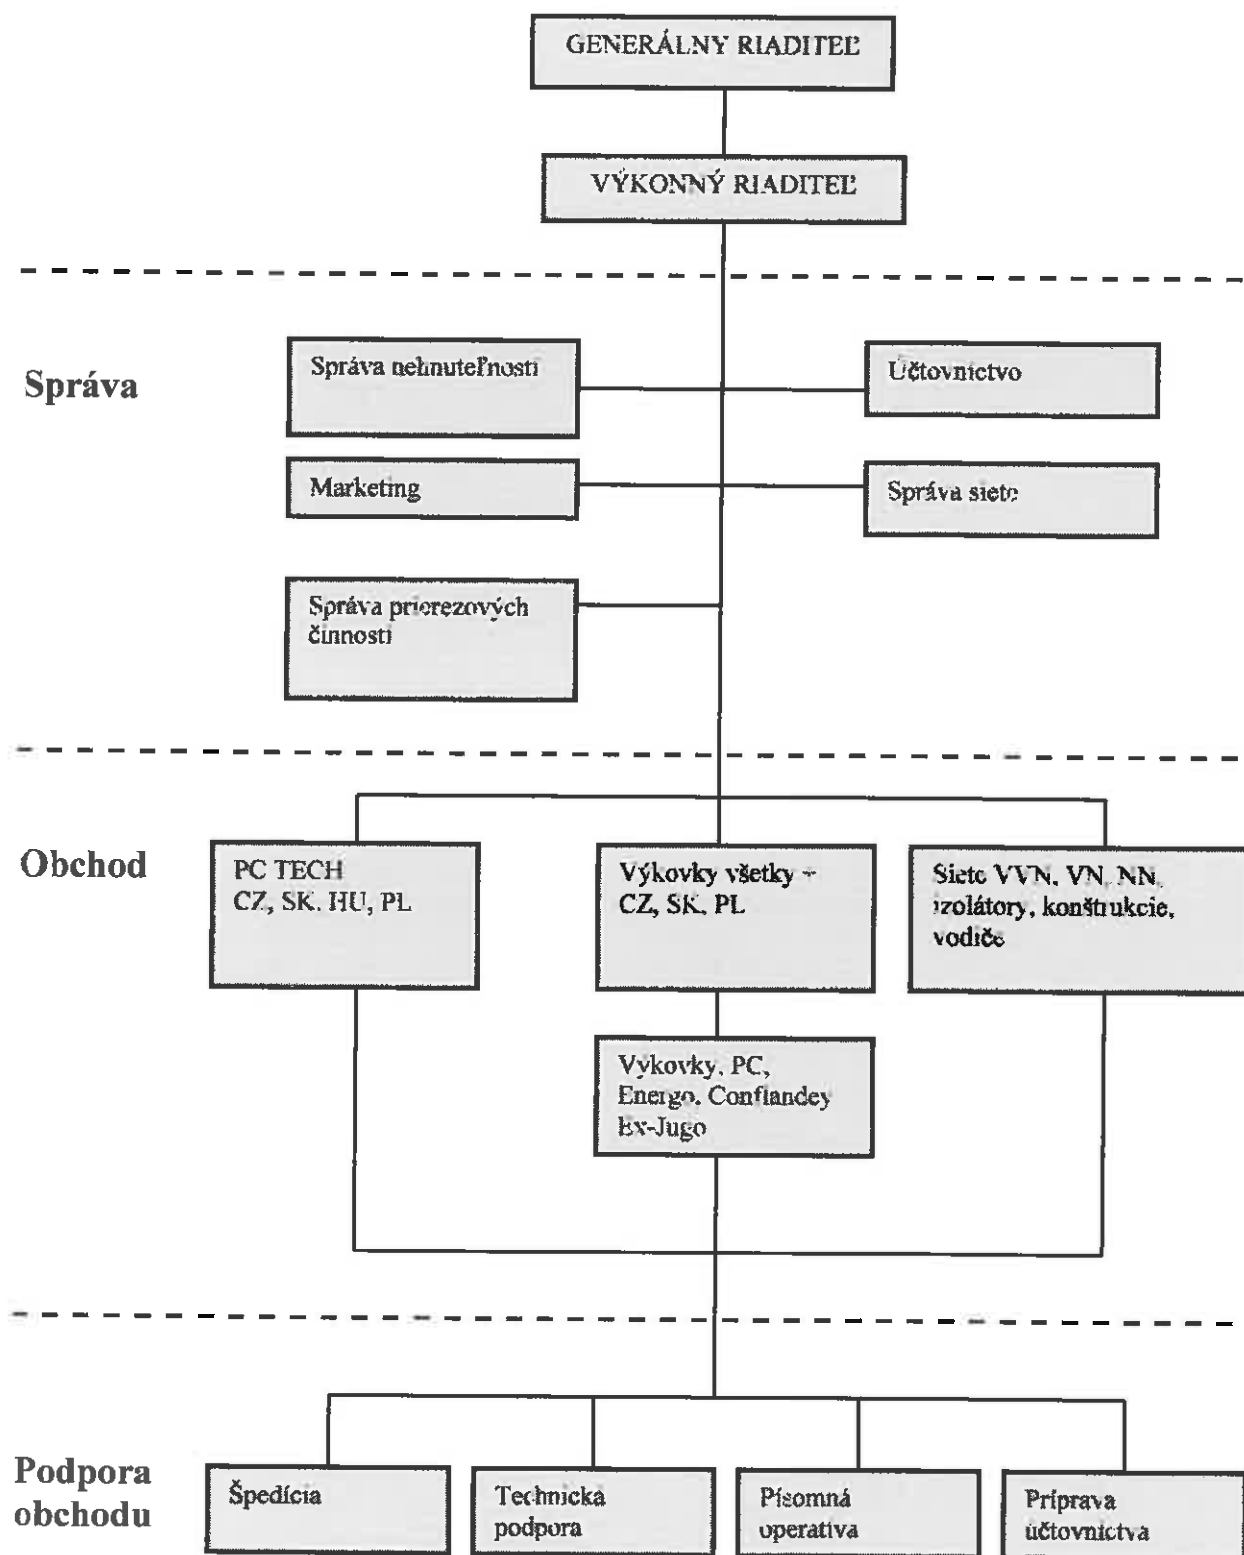 GENERÁLNY RIADITEĽ
VÝKONNÝ RIADITEĽ
Správa
Správa nehnuteľností
Účtovníctvo
Marketing
Správa siete
Správa prierezových
činností
Obchod
PC TECH
CZ, SK, HU, PL
Výkovky všetky –
CZ, SK, PL
Siete VVN, VN, NN,
izolátory, konštrukcie,
vodiče
Výkovky, PC,
Energo, Conflandey
Ex-Jugo
Podpora
obchodu
Špedícia
Technická
podpora
Písomná
operatíva
Príprava
účtovníctva